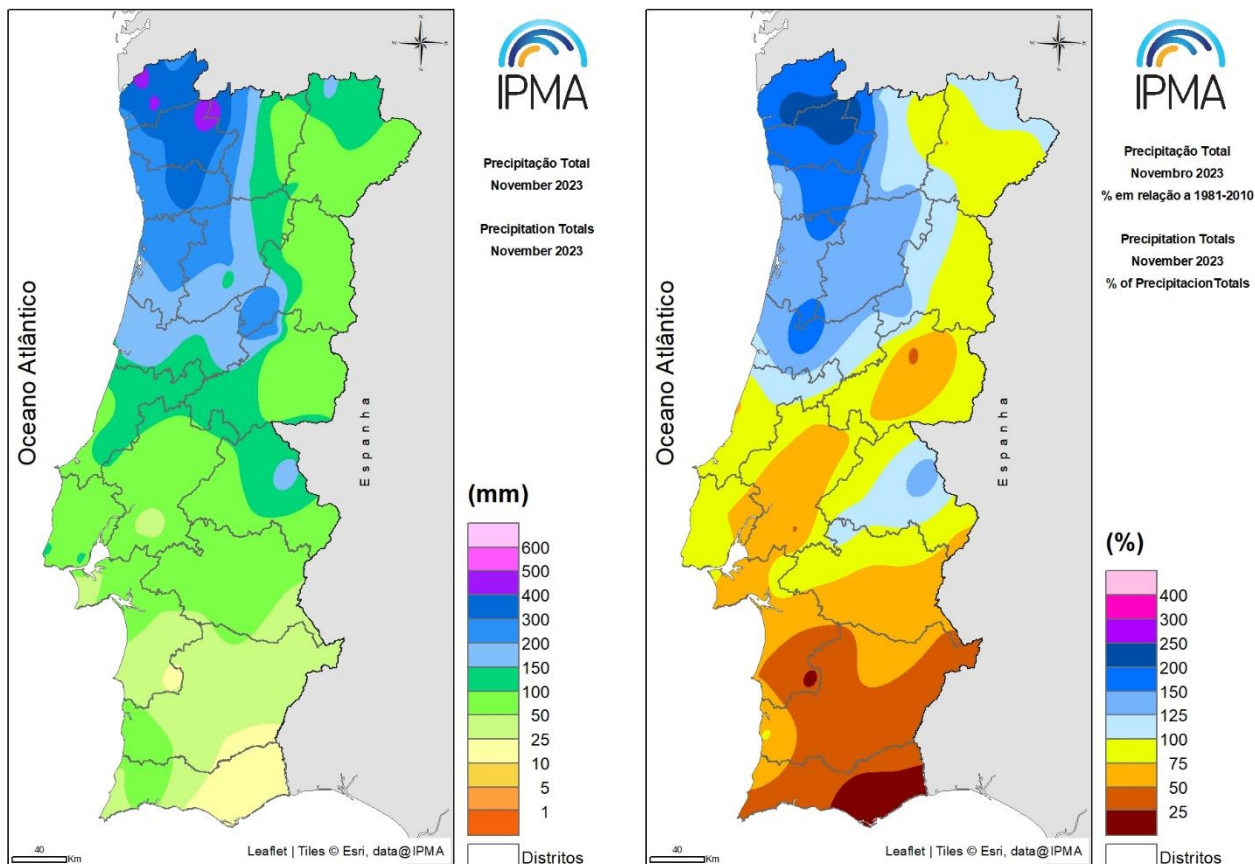 Oceano Atlântico
Espanha
N
W
E
S
IPMA
Precipitação Total
November 2023
Precipitation Totals
November 2023
(mm)
600
500
400
300
200
150
100
50
25
10
5
1
Distritos
40
Km
Leaflet | Tiles © Esri, data@IPMA
Oceano Atlântico
Espanha
N
W
E
S
IPMA
Precipitação Total
Novembro 2023
% em relação a 1981-2010
Precipitation Totals
November 2023
% of PrecipitacionTotals
(%)
400
300
250
200
150
125
100
75
50
25
Distritos
40
Km
Leaflet | Tiles © Esri, data@IPMA